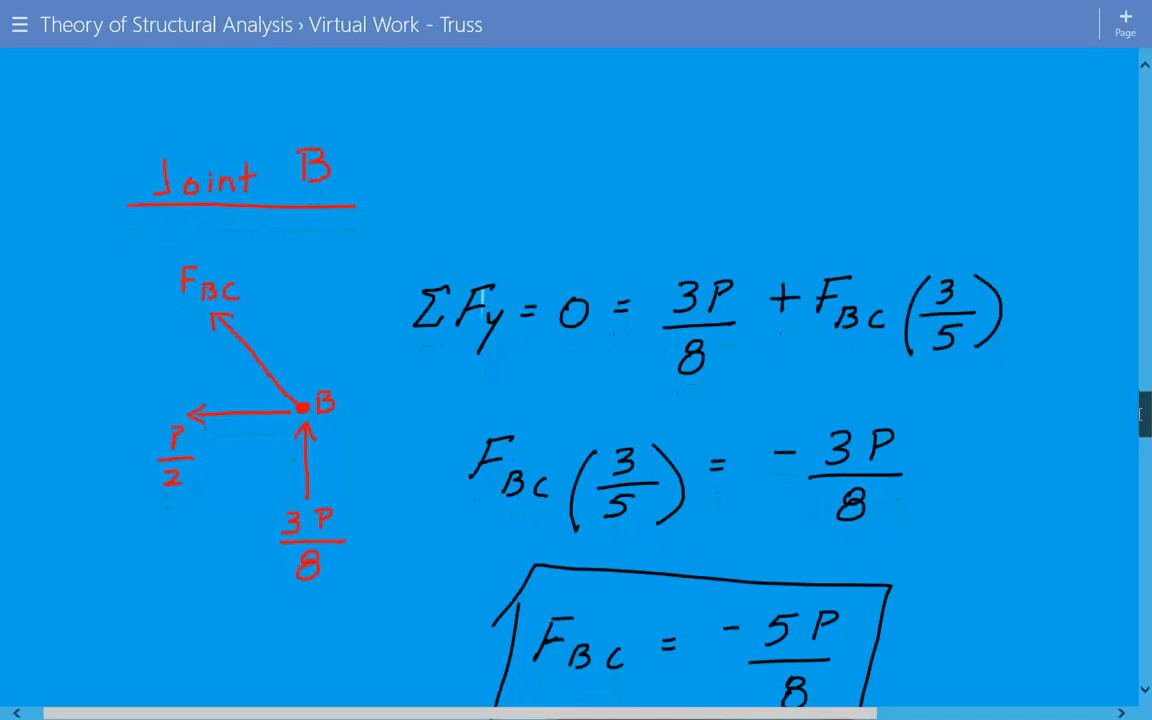 Theory of Structural Analysis › Virtual Work - Truss
Page
Joint B
F_BC
ΣFy = 0 = 3P/8 + F_BC (3/5)
B
P/2
F_BC (3/5) = - 3P/8
3P/8
F_BC = - 5P/8